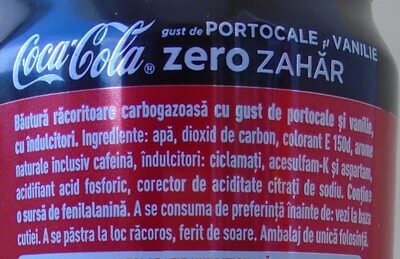 Coca-Cola® gust de PORTOCALE și VANILIE
zero ZAHĂR
Băutură răcoritoare carbogazoasă cu gust de portocale și vanilie,
cu îndulcitori. Ingrediente: apă, dioxid de carbon, colorant E 150d, arome
naturale inclusiv cafeină, îndulcitori: ciclamați, acesulfam-K și aspartam,
acidifiant acid fosforic, corector de aciditate citrați de sodiu. Conține
o sursă de fenilalanină. A se consuma de preferință înainte de: vezi la baza
cutiei. A se păstra la loc răcoros, ferit de soare. Ambalaj de unică folosință.